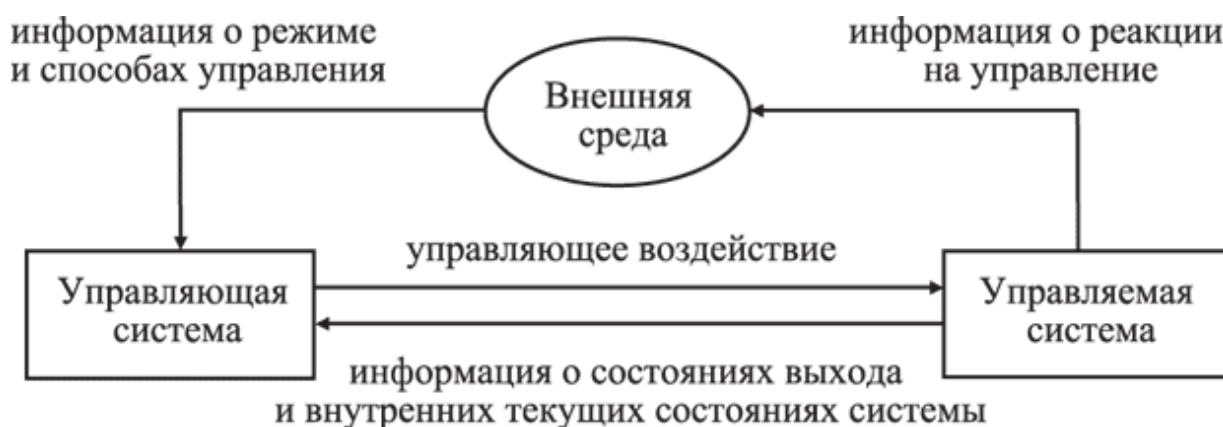 информация о режиме
и способах управления
информация о реакции
на управление
Внешняя
среда
управляющее воздействие
Управляющая
система
Управляемая
система
информация о состояниях выхода
и внутренних текущих состояниях системы